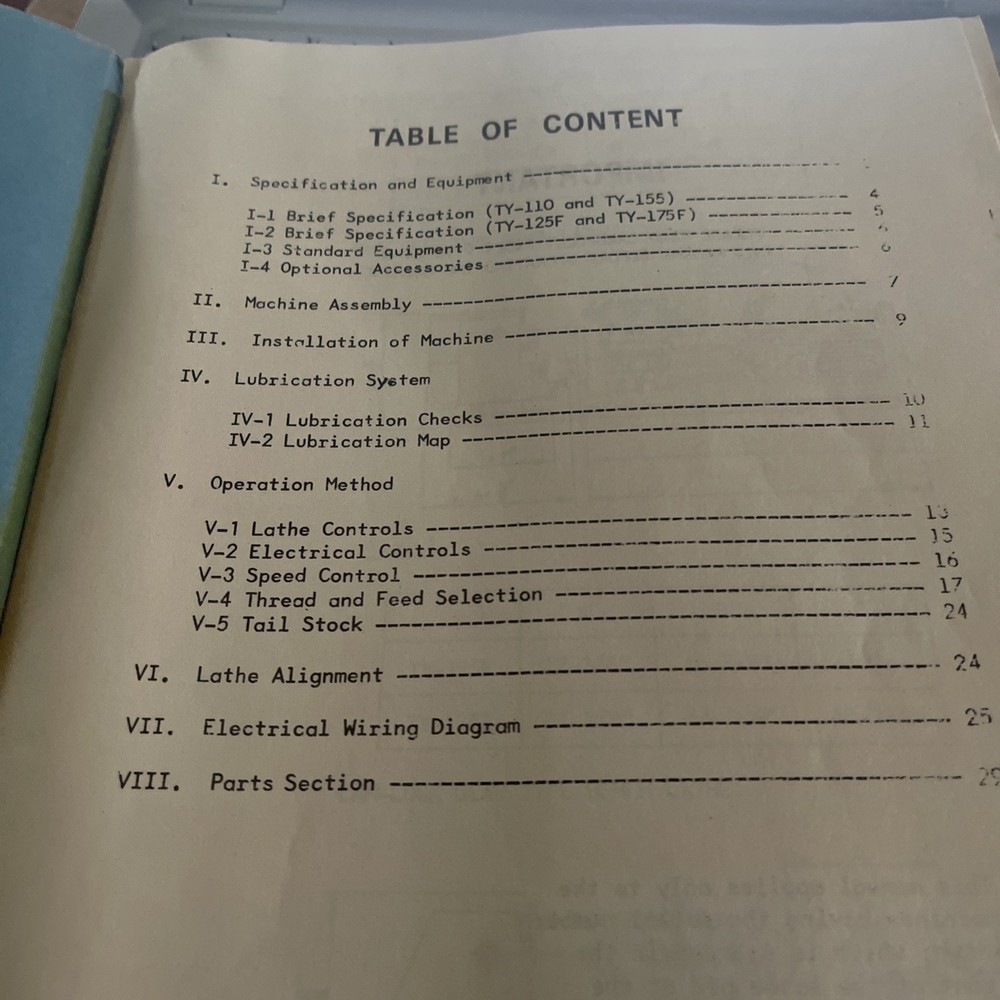 TABLE OF CONTENT
I. Specification and Equipment ------------------------------
I-1 Brief Specification (TY-110 and TY-155) --------------- 4
I-2 Brief Specification (TY-125F and TY-175F) ------------- 5
I-3 Standard Equipment -----------------------------------
I-4 Optional Accessories --------------------------------- 6
II. Machine Assembly ---------------------------------------- 7
III. Installation of Machine --------------------------------- 9
IV. Lubrication System
IV-1 Lubrication Checks ----------------------------------- 10
IV-2 Lubrication Map -------------------------------------- 11
V. Operation Method
V-1 Lathe Controls ----------------------------------------- 13
V-2 Electrical Controls ------------------------------------ 15
V-3 Speed Control ------------------------------------------ 16
V-4 Thread and Feed Selection ------------------------------ 17
V-5 Tail Stock --------------------------------------------- 24
VI. Lathe Alignment ------------------------------------------ 24
VII. Electrical Wiring Diagram ------------------------------- 25
VIII. Parts Section ------------------------------------------- 29